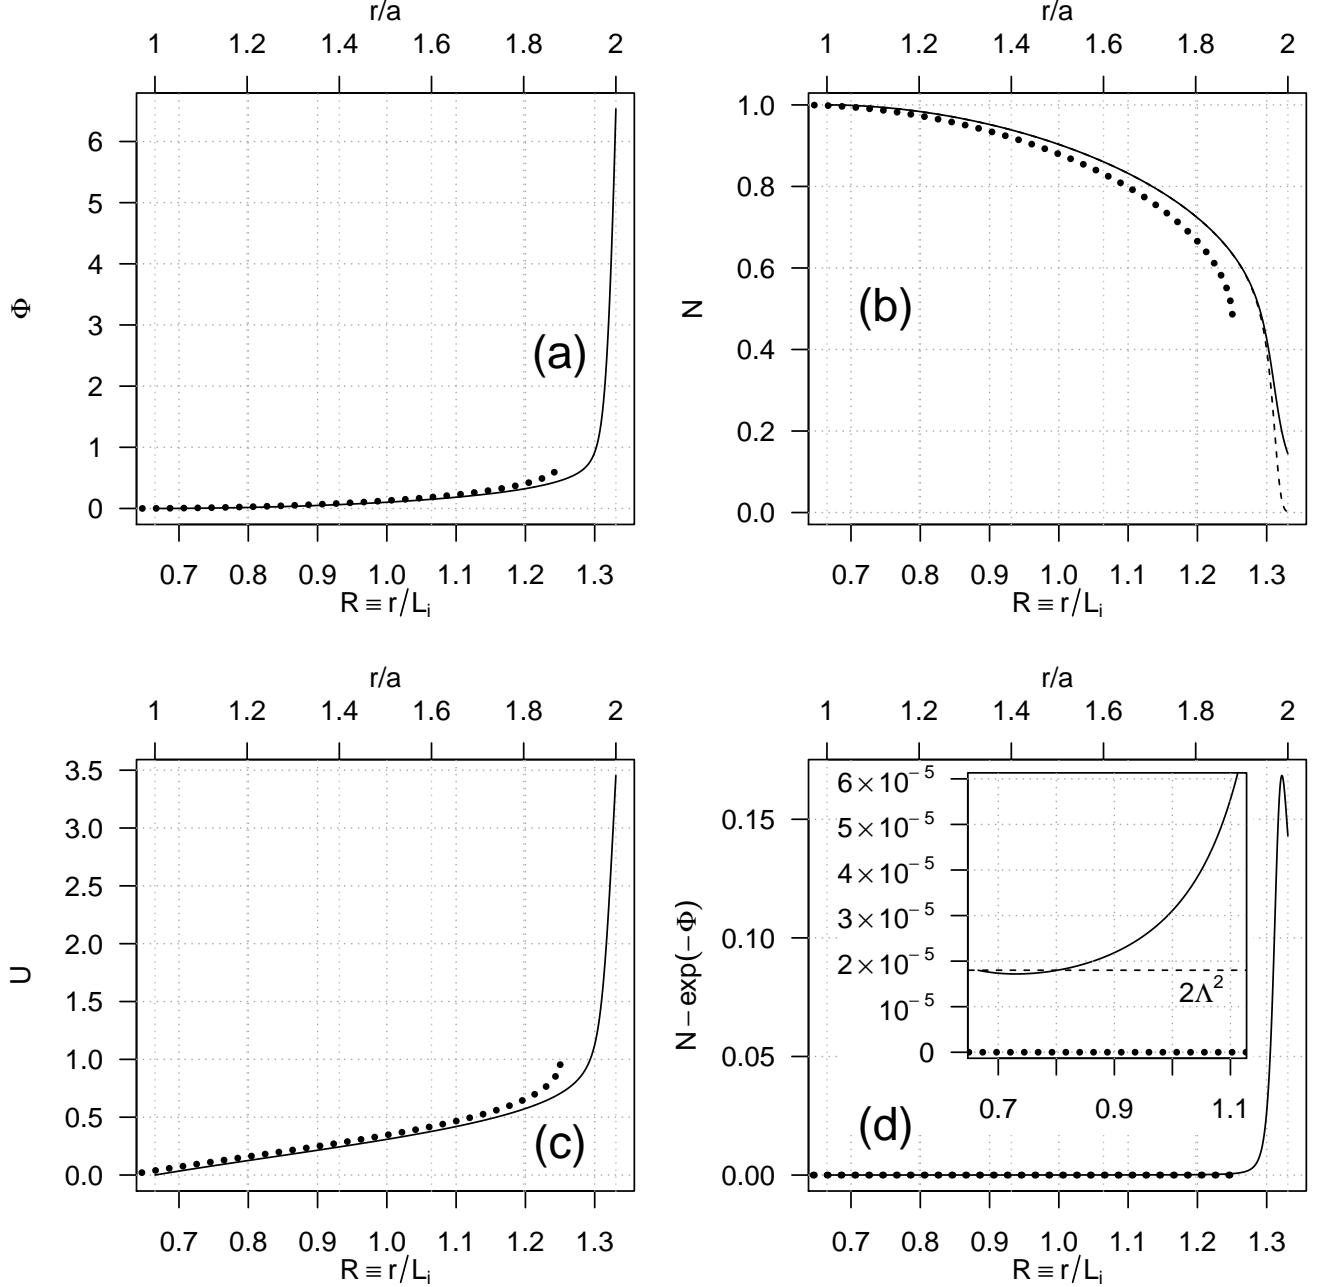 r/a
1 1.2 1.4 1.6 1.8 2
Φ
6
5
4
3
2
1
0
(a)
0.7 0.8 0.9 1.0 1.1 1.2 1.3
R ≡ r/L_i
r/a
1 1.2 1.4 1.6 1.8 2
N
1.0
0.8
0.6
0.4
0.2
0.0
(b)
0.7 0.8 0.9 1.0 1.1 1.2 1.3
R ≡ r/L_i
r/a
1 1.2 1.4 1.6 1.8 2
U
3.5
3.0
2.5
2.0
1.5
1.0
0.5
0.0
(c)
0.7 0.8 0.9 1.0 1.1 1.2 1.3
R ≡ r/L_i
r/a
1 1.2 1.4 1.6 1.8 2
N − exp(−Φ)
0.15
0.10
0.05
0.00
6×10⁻⁵
5×10⁻⁵
4×10⁻⁵
3×10⁻⁵
2×10⁻⁵
10⁻⁵
0
2Λ²
0.7 0.9 1.1
(d)
0.7 0.8 0.9 1.0 1.1 1.2 1.3
R ≡ r/L_i